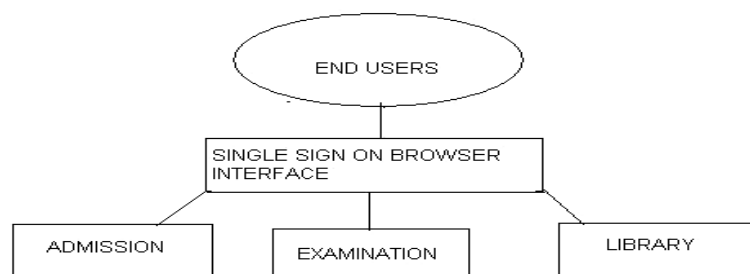 END USERS
SINGLE SIGN ON BROWSER
INTERFACE
ADMISSION
EXAMINATION
LIBRARY